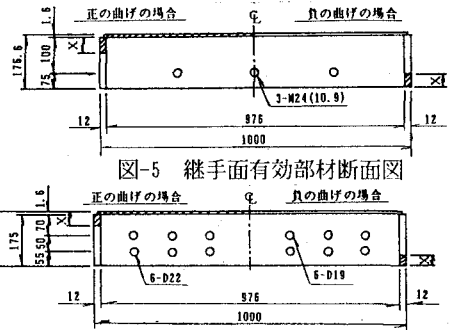 正の曲げの場合 ℄ 負の曲げの場合
1.6
100
X
176.6
75
X
3-M24(10.9)
12 976 12
1000
図-5 継手面有効部材断面図
正の曲げの場合 ℄ 負の曲げの場合
1.6
70
X
175
50
55
X
6-D22 6-D19
12 976 12
1000